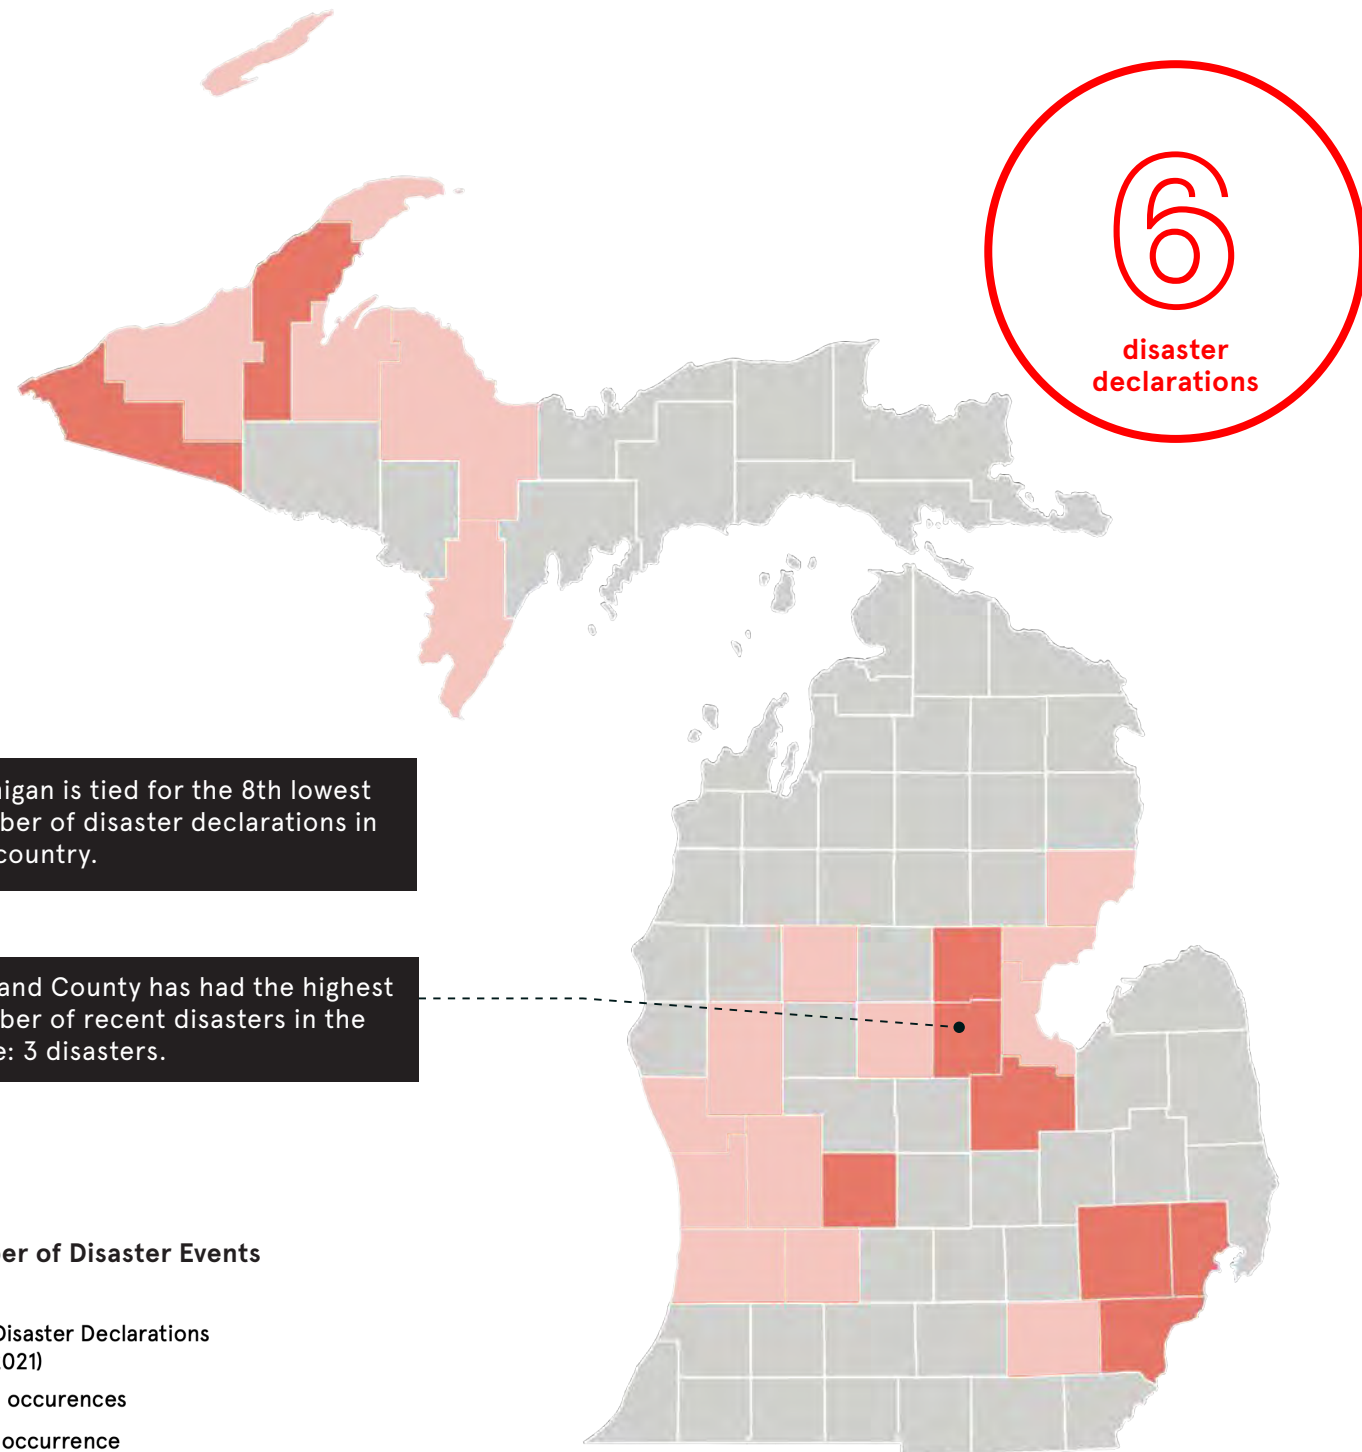 6
disaster
declarations
igan is tied for the 8th lowest
ber of disaster declarations in
country.
and County has had the highest
ber of recent disasters in the
e: 3 disasters.
er of Disaster Events
Disaster Declarations
021)
occurences
occurrence